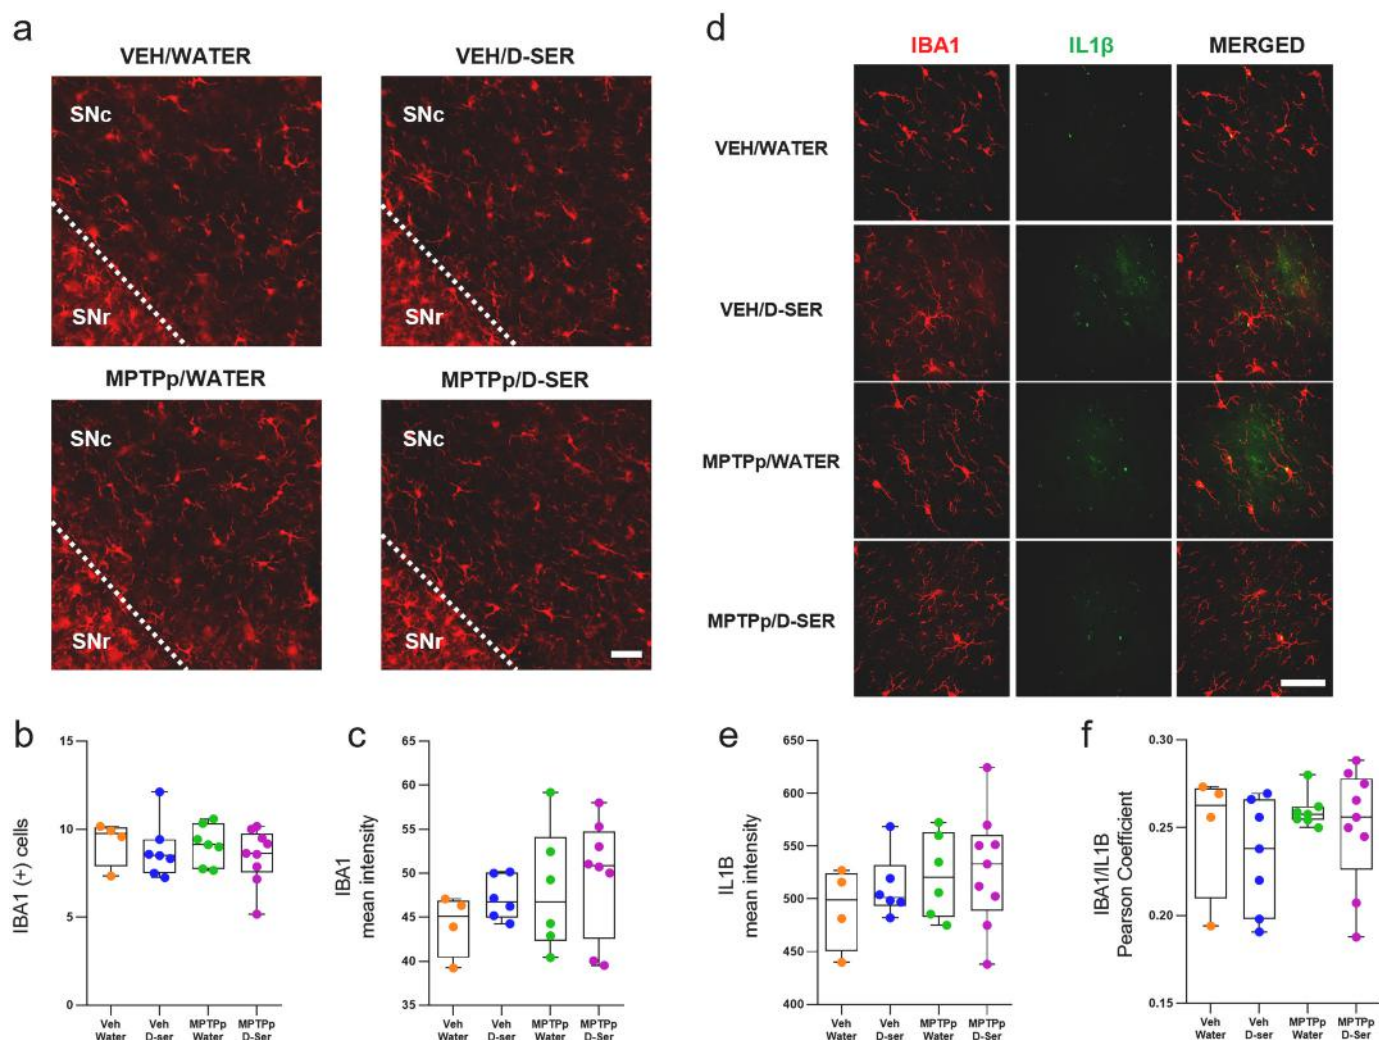 a
VEH/WATER
VEH/D-SER
SNc
SNr
SNc
SNr
MPTPp/WATER
MPTPp/D-SER
SNc
SNr
SNc
SNr
d
IBA1
IL1β
MERGED
VEH/WATER
VEH/D-SER
MPTPp/WATER
MPTPp/D-SER
b
IBA1 (+) cells
15
10
5
0
Veh
Water
Veh
D-ser
MPTPp
Water
MPTPp
D-Ser
c
IBA1
mean intensity
65
60
55
50
45
40
35
Veh
Water
Veh
D-ser
MPTPp
Water
MPTPp
D-Ser
e
IL1B
mean intensity
650
600
550
500
450
400
Veh
Water
Veh
D-ser
MPTPp
Water
MPTPp
D-Ser
f
IBA1/IL1B
Pearson Coefficient
0.30
0.25
0.20
0.15
Veh
Water
Veh
D-ser
MPTPp
Water
MPTPp
D-Ser